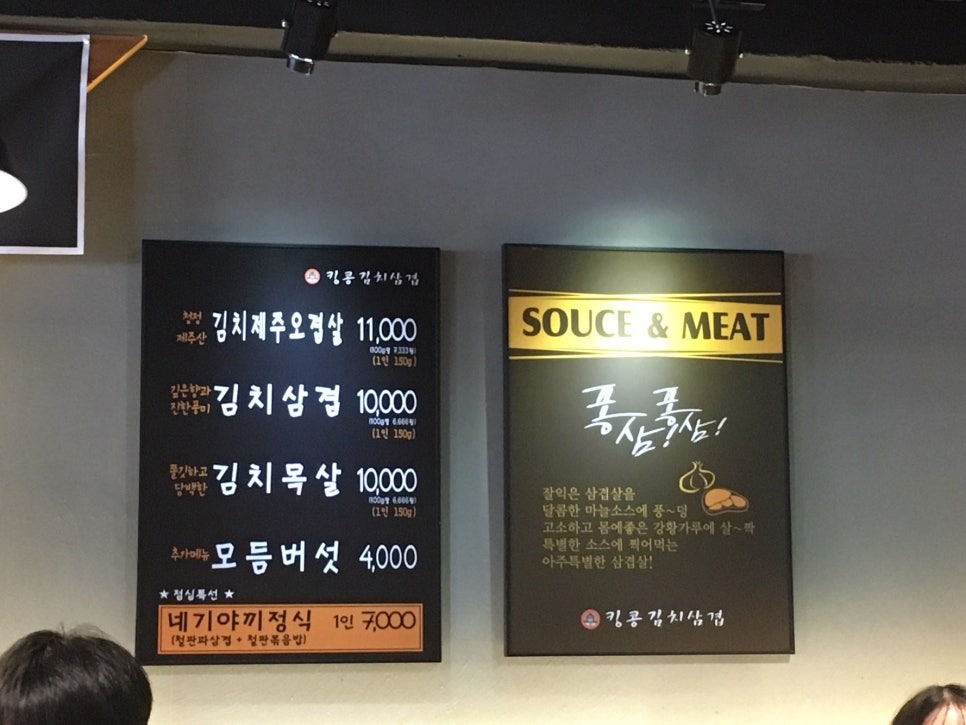 킹콩김치삼겹
청정
제주산
김치제주오겹살 11,000
(100g당 7,333원)
(1인 150g)
깊은향과
진한풍미
김치삼겹 10,000
(100g당 6,666원)
(1인 150g)
쫄깃하고
담백한
김치목살 10,000
(100g당 6,666원)
(1인 150g)
추가메뉴 모듬버섯 4,000
★ 점심특선 ★
네기야끼정식 1인 7,000
(철판파삼겹 + 철판볶음밥)
SOUCE & MEAT
퐁퐁
삼!삼!
잘익은 삼겹살을
달콤한 마늘소스에 풍~덩
고소하고 몸에좋은 강황가루에 살~짝
특별한 소스에 찍어먹는
아주특별한 삼겹살!
킹콩김치삼겹